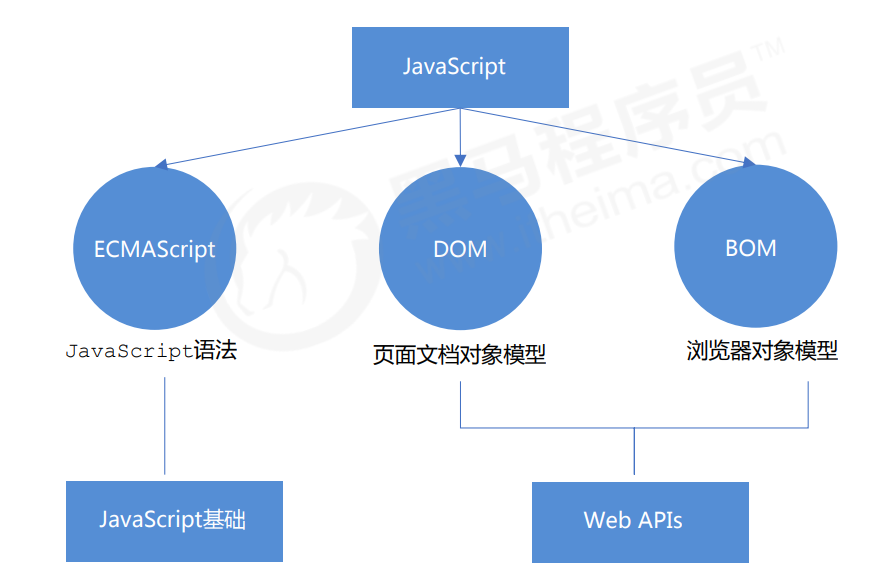 JavaScript
ECMAScript
DOM
BOM
JavaScript语法
页面文档对象模型
浏览器对象模型
JavaScript基础
Web APIs
黑马程序员™
www.itheima.com